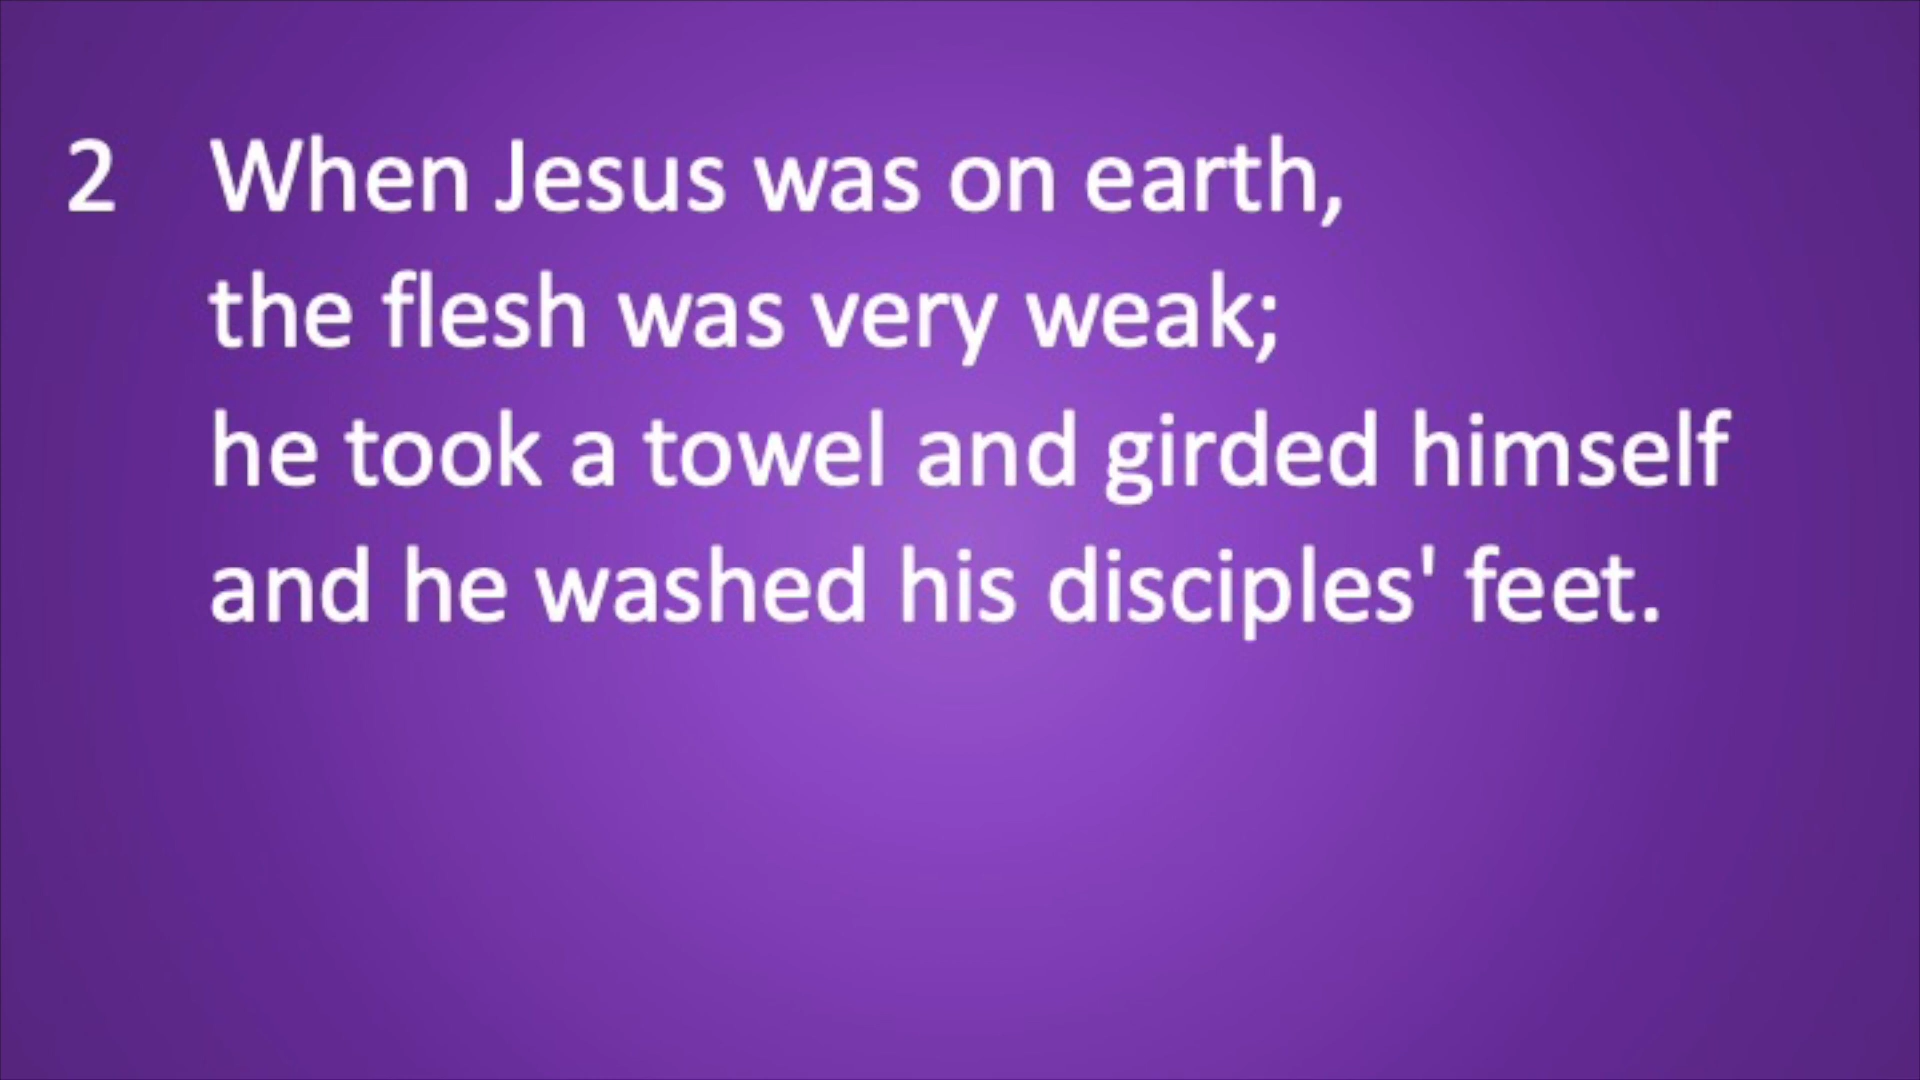 2 When Jesus was on earth,
the flesh was very weak;
he took a towel and girded himself
and he washed his disciples' feet.